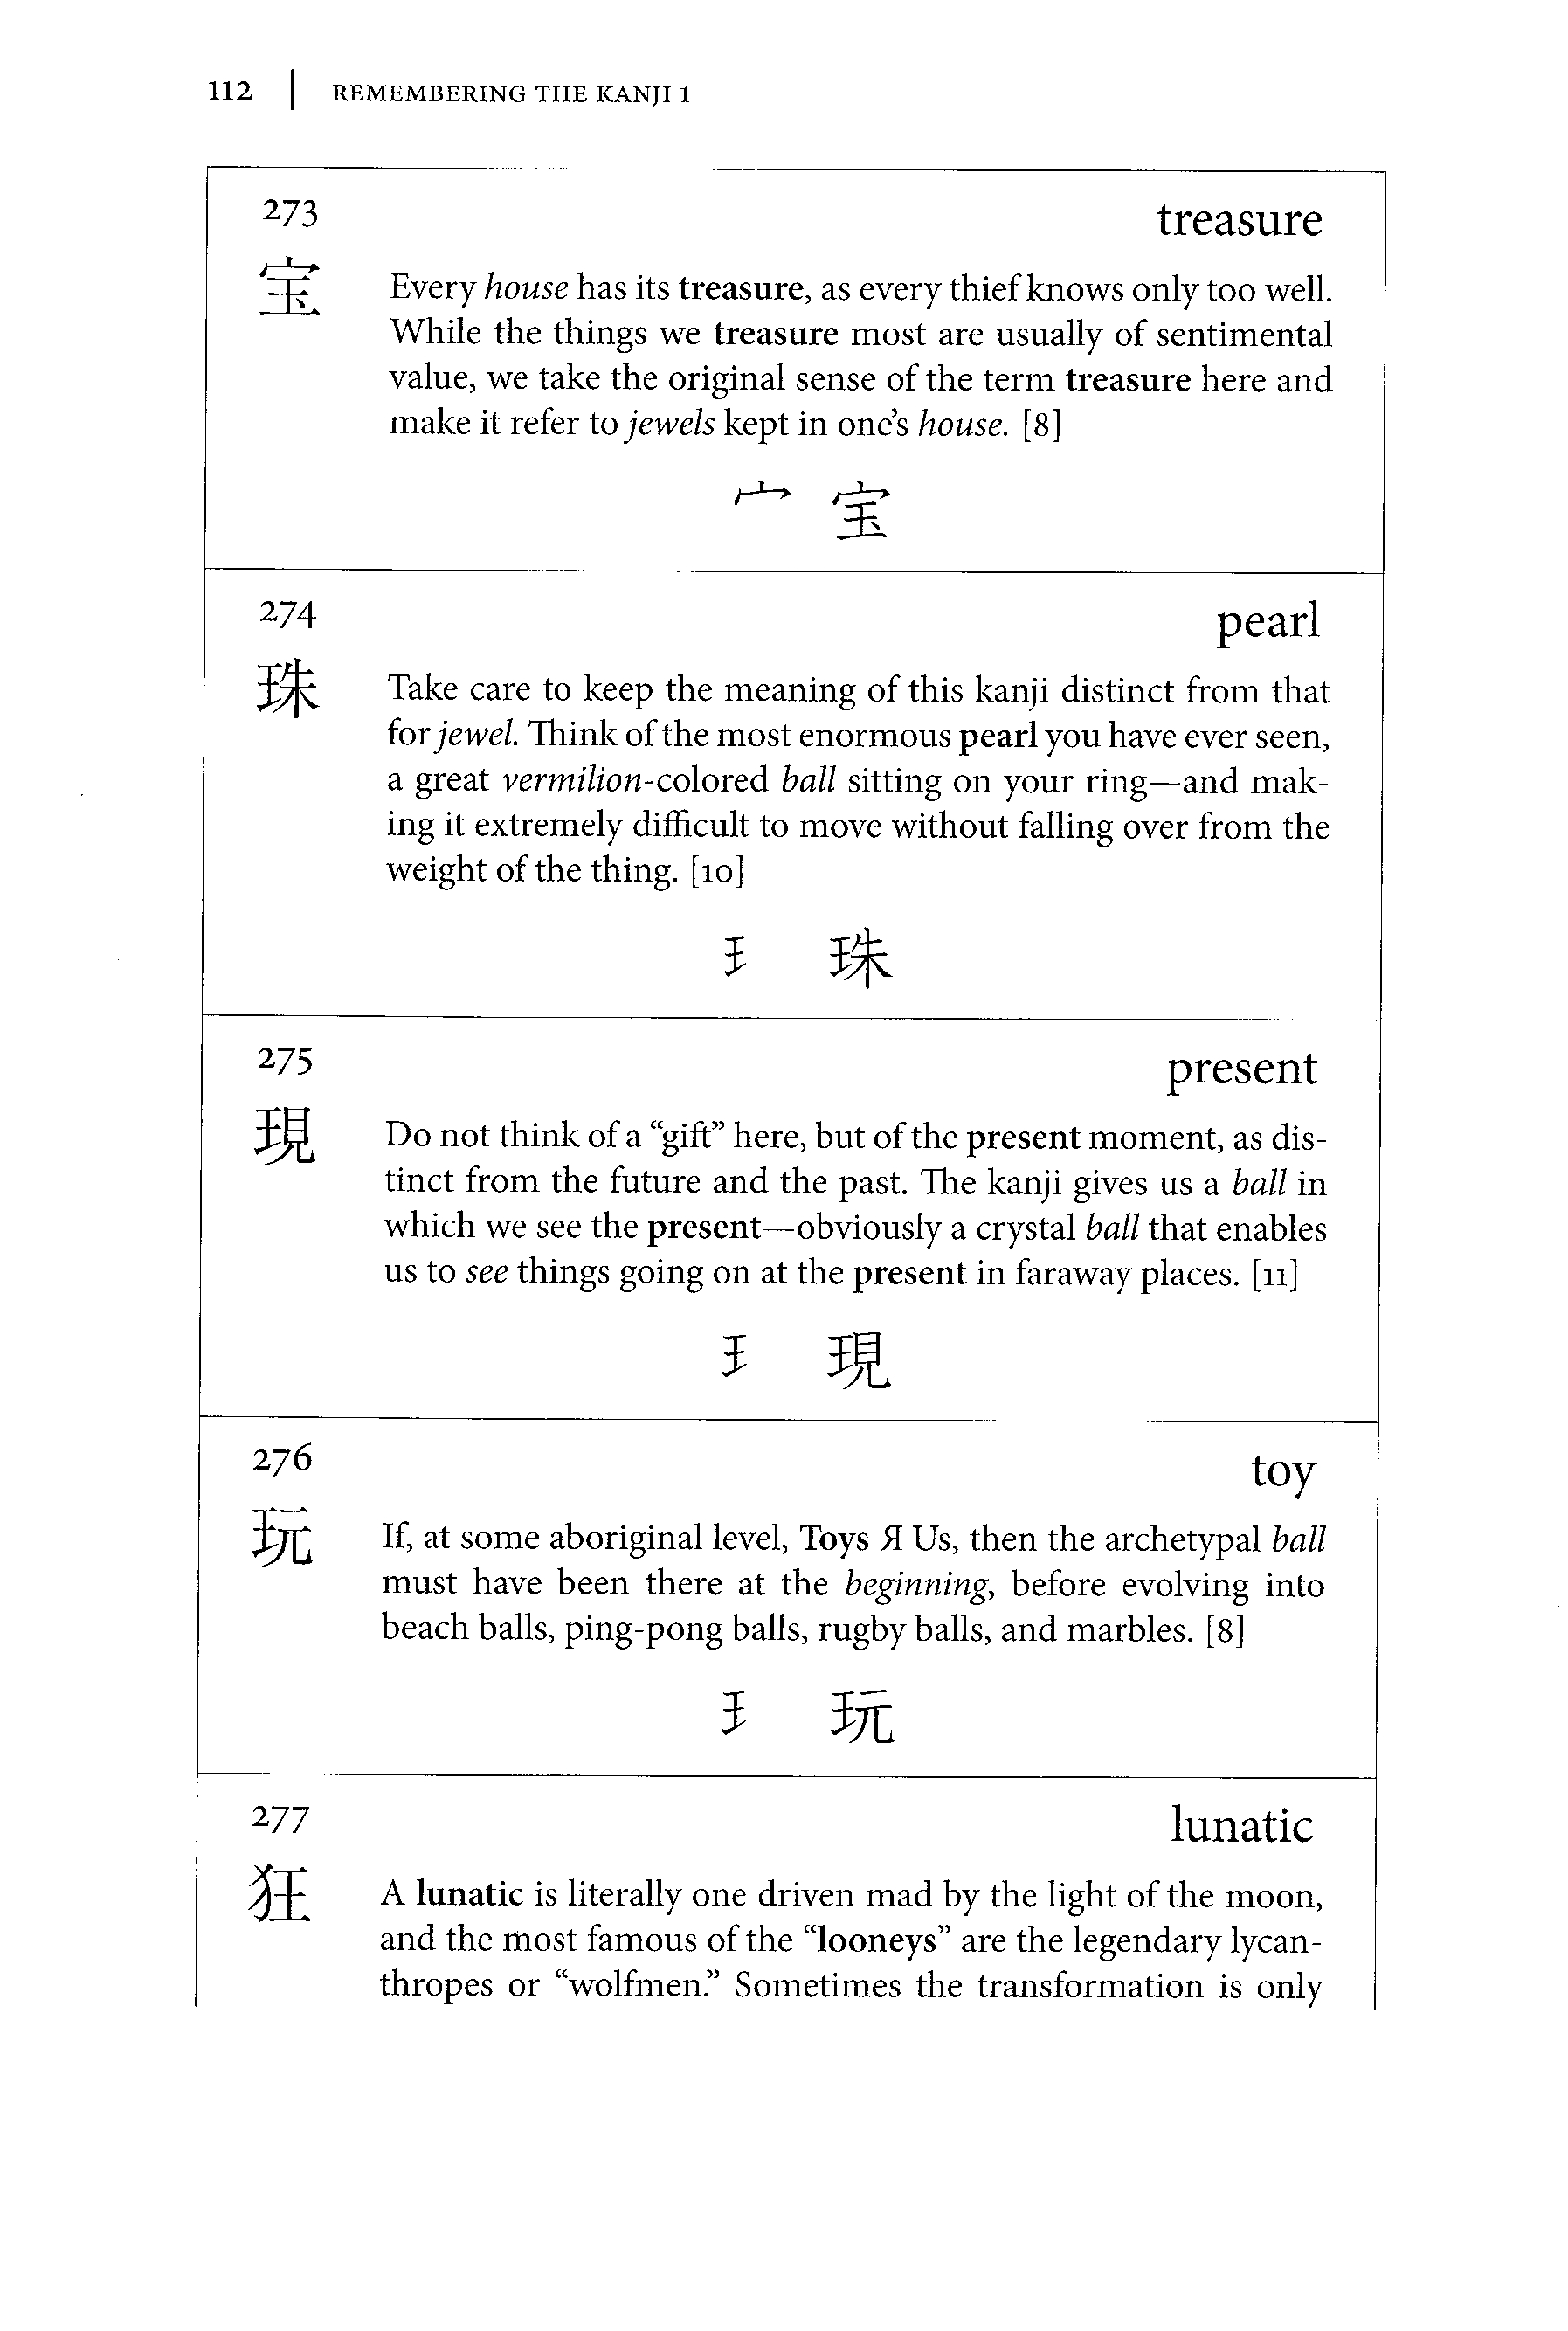 112 | REMEMBERING THE KANJI 1
273 treasure
宝
Every house has its treasure, as every thief knows only too well.
While the things we treasure most are usually of sentimental
value, we take the original sense of the term treasure here and
make it refer to jewels kept in one’s house. [8]
宀 宝
274 pearl
珠
Take care to keep the meaning of this kanji distinct from that
for jewel. Think of the most enormous pearl you have ever seen,
a great vermilion-colored ball sitting on your ring—and mak-
ing it extremely difficult to move without falling over from the
weight of the thing. [10]
𤣩 珠
275 present
現
Do not think of a “gift” here, but of the present moment, as dis-
tinct from the future and the past. The kanji gives us a ball in
which we see the present—obviously a crystal ball that enables
us to see things going on at the present in faraway places. [11]
𤣩 現
276 toy
玩
If, at some aboriginal level, Toys Я Us, then the archetypal ball
must have been there at the beginning, before evolving into
beach balls, ping-pong balls, rugby balls, and marbles. [8]
𤣩 玩
277 lunatic
狂
A lunatic is literally one driven mad by the light of the moon,
and the most famous of the “looneys” are the legendary lycan-
thropes or “wolfmen.” Sometimes the transformation is only